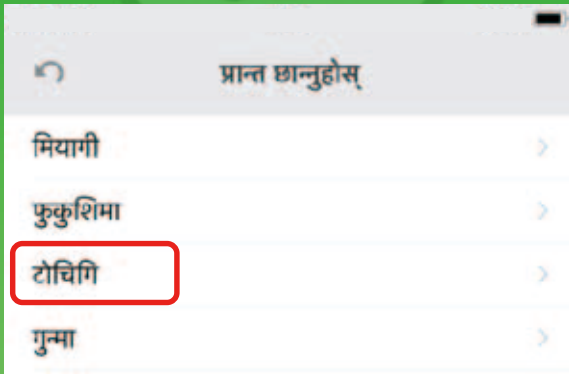 प्रान्त छान्नुहोस्
मियागी
फुकुशिमा
टोचिगि
गुन्मा